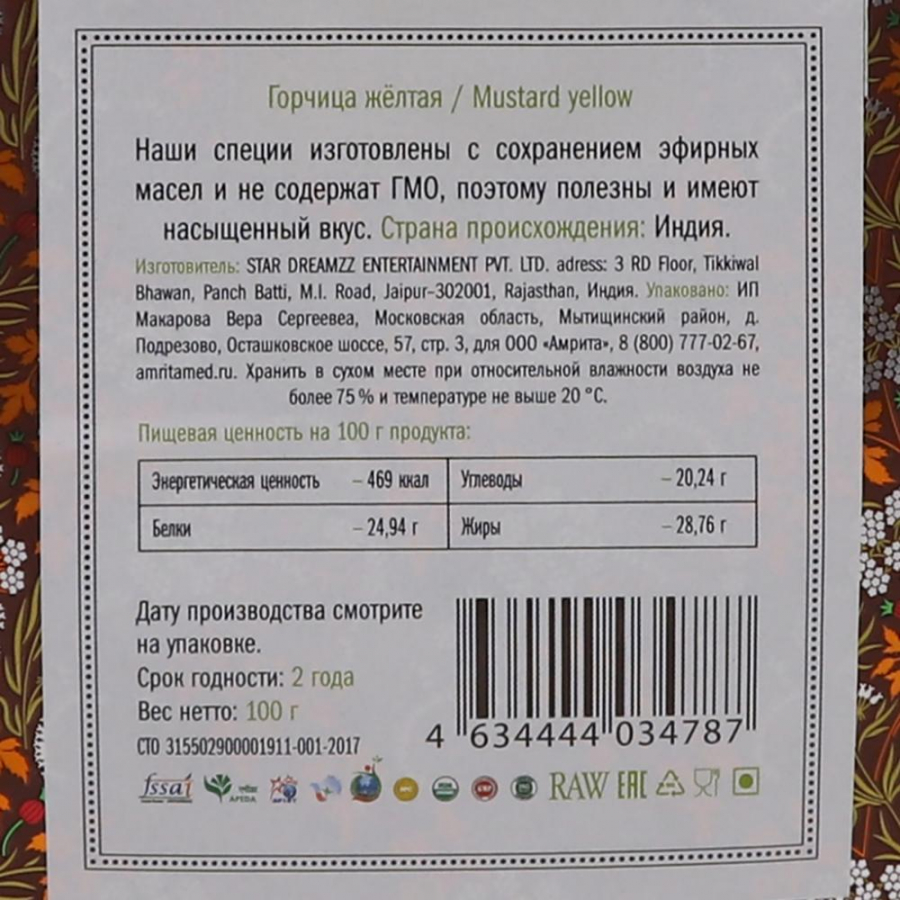 Горчица жёлтая / Mustard yellow
Наши специи изготовлены с сохранением эфирных
масел и не содержат ГМО, поэтому полезны и имеют
насыщенный вкус. Страна происхождения: Индия.
Изготовитель: STAR DREAMZZ ENTERTAINMENT PVT. LTD. adress: 3 RD Floor, Tikkiwal
Bhawan, Panch Batti, M.I. Road, Jaipur-302001, Rajasthan, Индия. Упаковано: ИП
Макарова Вера Сергеевеа, Московская область, Мытищинский район, д.
Подрезово, Осташковское шоссе, 57, стр. 3, для ООО «Амрита», 8 (800) 777-02-67,
amritamed.ru. Хранить в сухом месте при относительной влажности воздуха не
более 75 % и температуре не выше 20 °C.
Пищевая ценность на 100 г продукта:
Энергетическая ценность – 469 ккал Углеводы – 20,24 г
Белки – 24,94 г Жиры – 28,76 г
Дату производства смотрите
на упаковке.
Срок годности: 2 года
Вес нетто: 100 г
СТО 315502900001911-001-2017
4 634444 034787
fssai APEDA RAW EAC